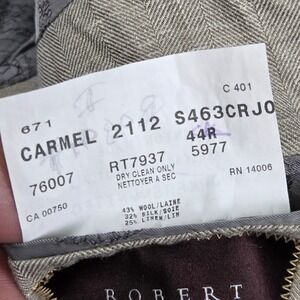 C 401
671
CARMEL 2112 S463CRJO
44R
76007 RT7937 5977
DRY CLEAN ONLY
NETTOYER A SEC
CA 00750 RN 14006
43% WOOL/LAINE
32% SILK/SOIE
25% LINEN/LIN
ROBERT